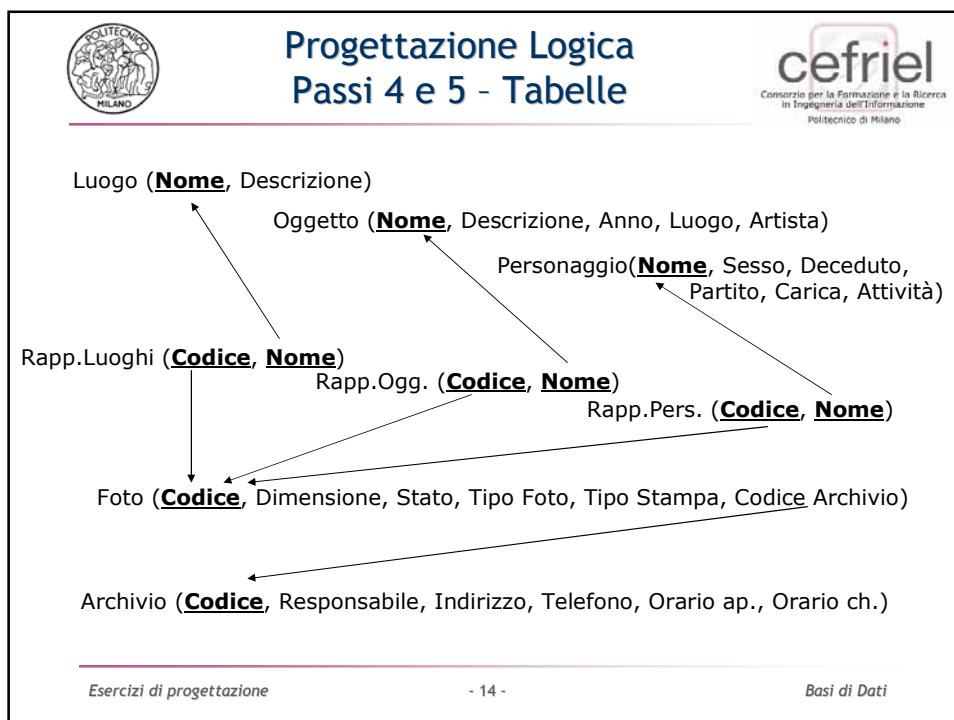 POLITECNICO
MILANO
Progettazione Logica
Passi 4 e 5 – Tabelle
cefriel
Consorzio per la Formazione e la Ricerca
in Ingegneria dell'Informazione
Politecnico di Milano
Luogo (Nome, Descrizione)
Oggetto (Nome, Descrizione, Anno, Luogo, Artista)
Personaggio(Nome, Sesso, Deceduto,
Partito, Carica, Attività)
Rapp.Luoghi (Codice, Nome)
Rapp.Ogg. (Codice, Nome)
Rapp.Pers. (Codice, Nome)
Foto (Codice, Dimensione, Stato, Tipo Foto, Tipo Stampa, Codice Archivio)
Archivio (Codice, Responsabile, Indirizzo, Telefono, Orario ap., Orario ch.)
Esercizi di progettazione - 14 - Basi di Dati